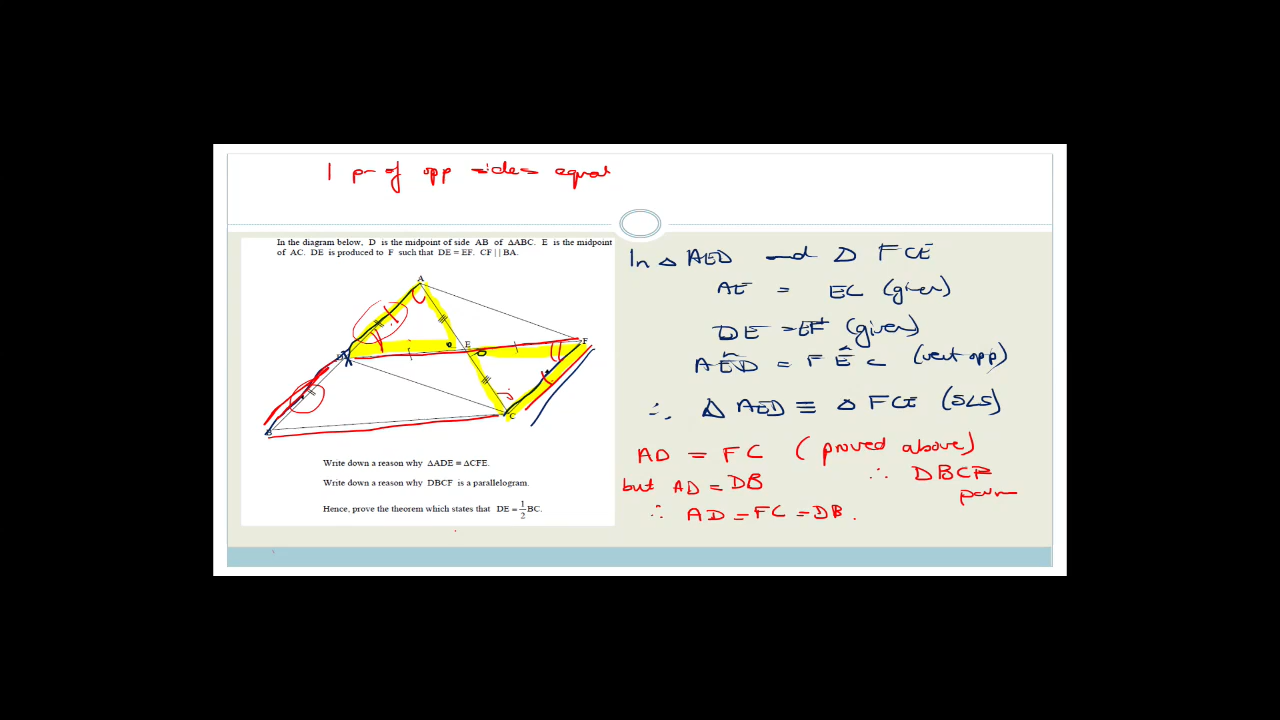 1 pr of opp sides equal
In the diagram below, D is the midpoint of side AB of ΔABC. E is the midpoint
of AC. DE is produced to F such that DE = EF. CF || BA.
A
D
E
F
B
C
Write down a reason why ΔADE ≡ ΔCFE.
Write down a reason why DBCF is a parallelogram.
Hence, prove the theorem which states that DE = 1/2 BC.
In Δ AED and Δ FCE
AE = EC (given)
DE = EF (given)
AÊD = FÊC (vert opp)
∴ Δ AED ≡ Δ FCE (SLS)
AD = FC (proved above)
but AD = DB ∴ DBCF
parm
∴ AD = FC = DB.